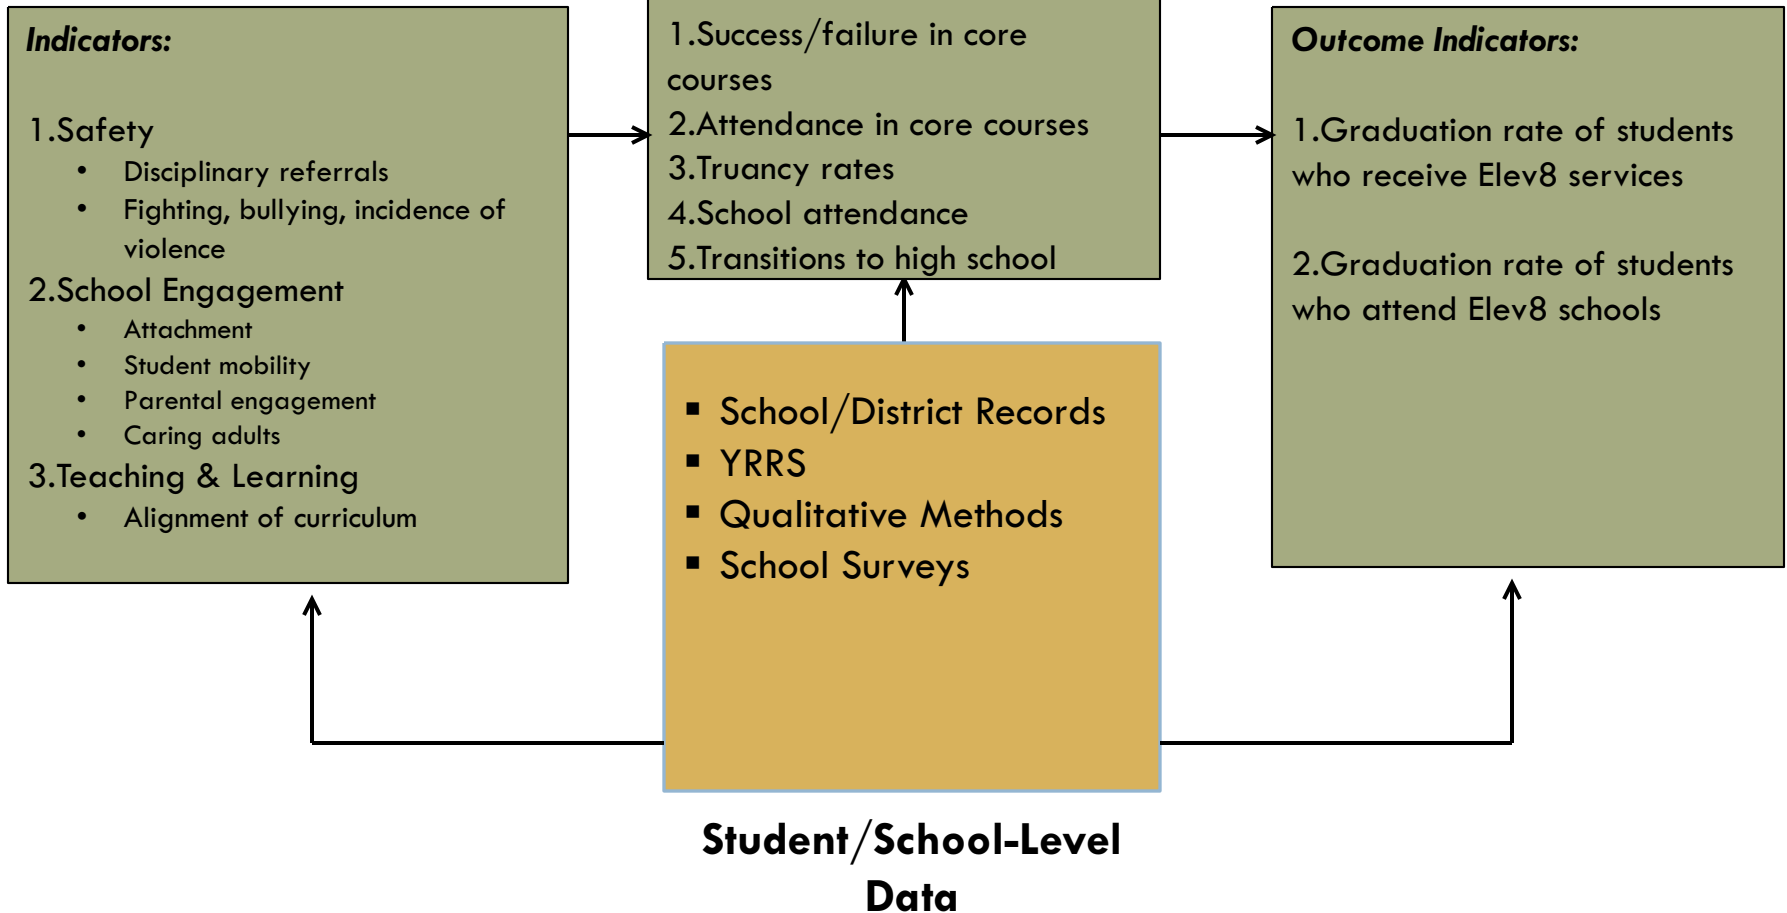 Indicators:
1.Safety
• Disciplinary referrals
• Fighting, bullying, incidence of
violence
2.School Engagement
• Attachment
• Student mobility
• Parental engagement
• Caring adults
3.Teaching & Learning
• Alignment of curriculum
1.Success/failure in core
courses
2.Attendance in core courses
3.Truancy rates
4.School attendance
5.Transitions to high school
Outcome Indicators:
1.Graduation rate of students
who receive Elev8 services
2.Graduation rate of students
who attend Elev8 schools
▪ School/District Records
▪ YRRS
▪ Qualitative Methods
▪ School Surveys
Student/School-Level
Data